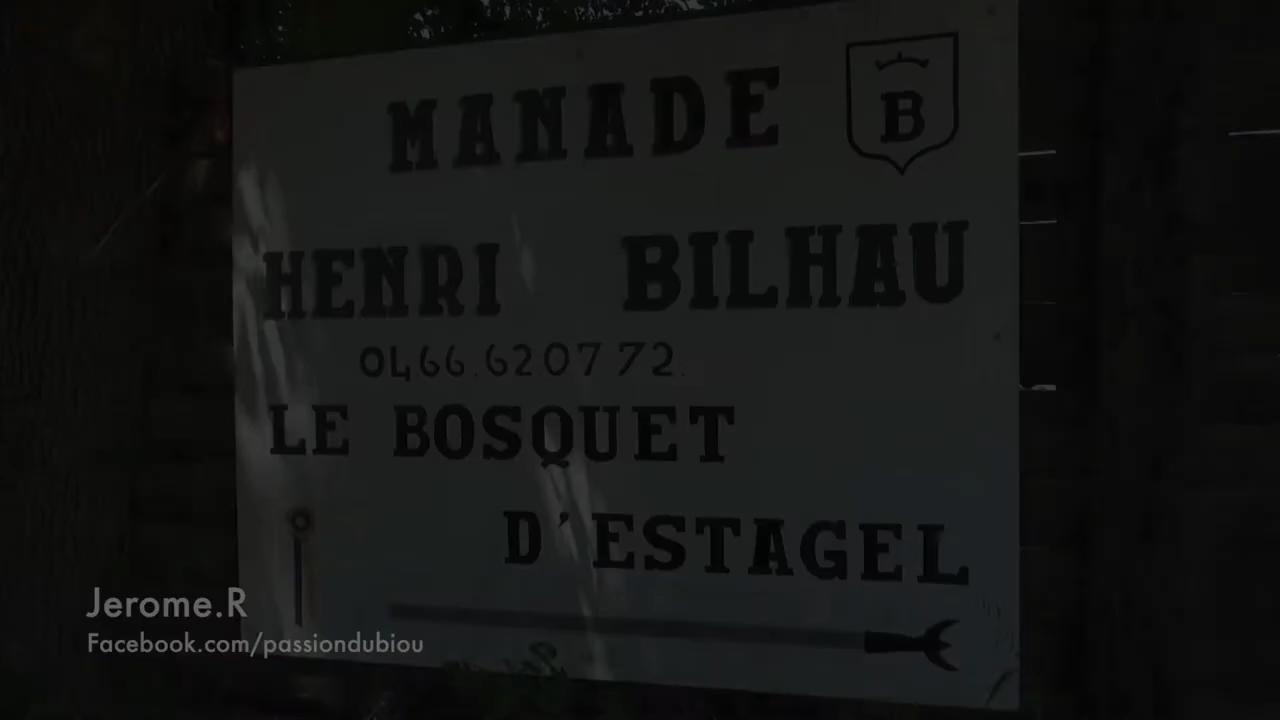 MANADE
B
HENRI BILHAU
04 66.62 07 72.
LE BOSQUET
D'ESTAGEL
Jerome.R
Facebook.com/passiondubiou